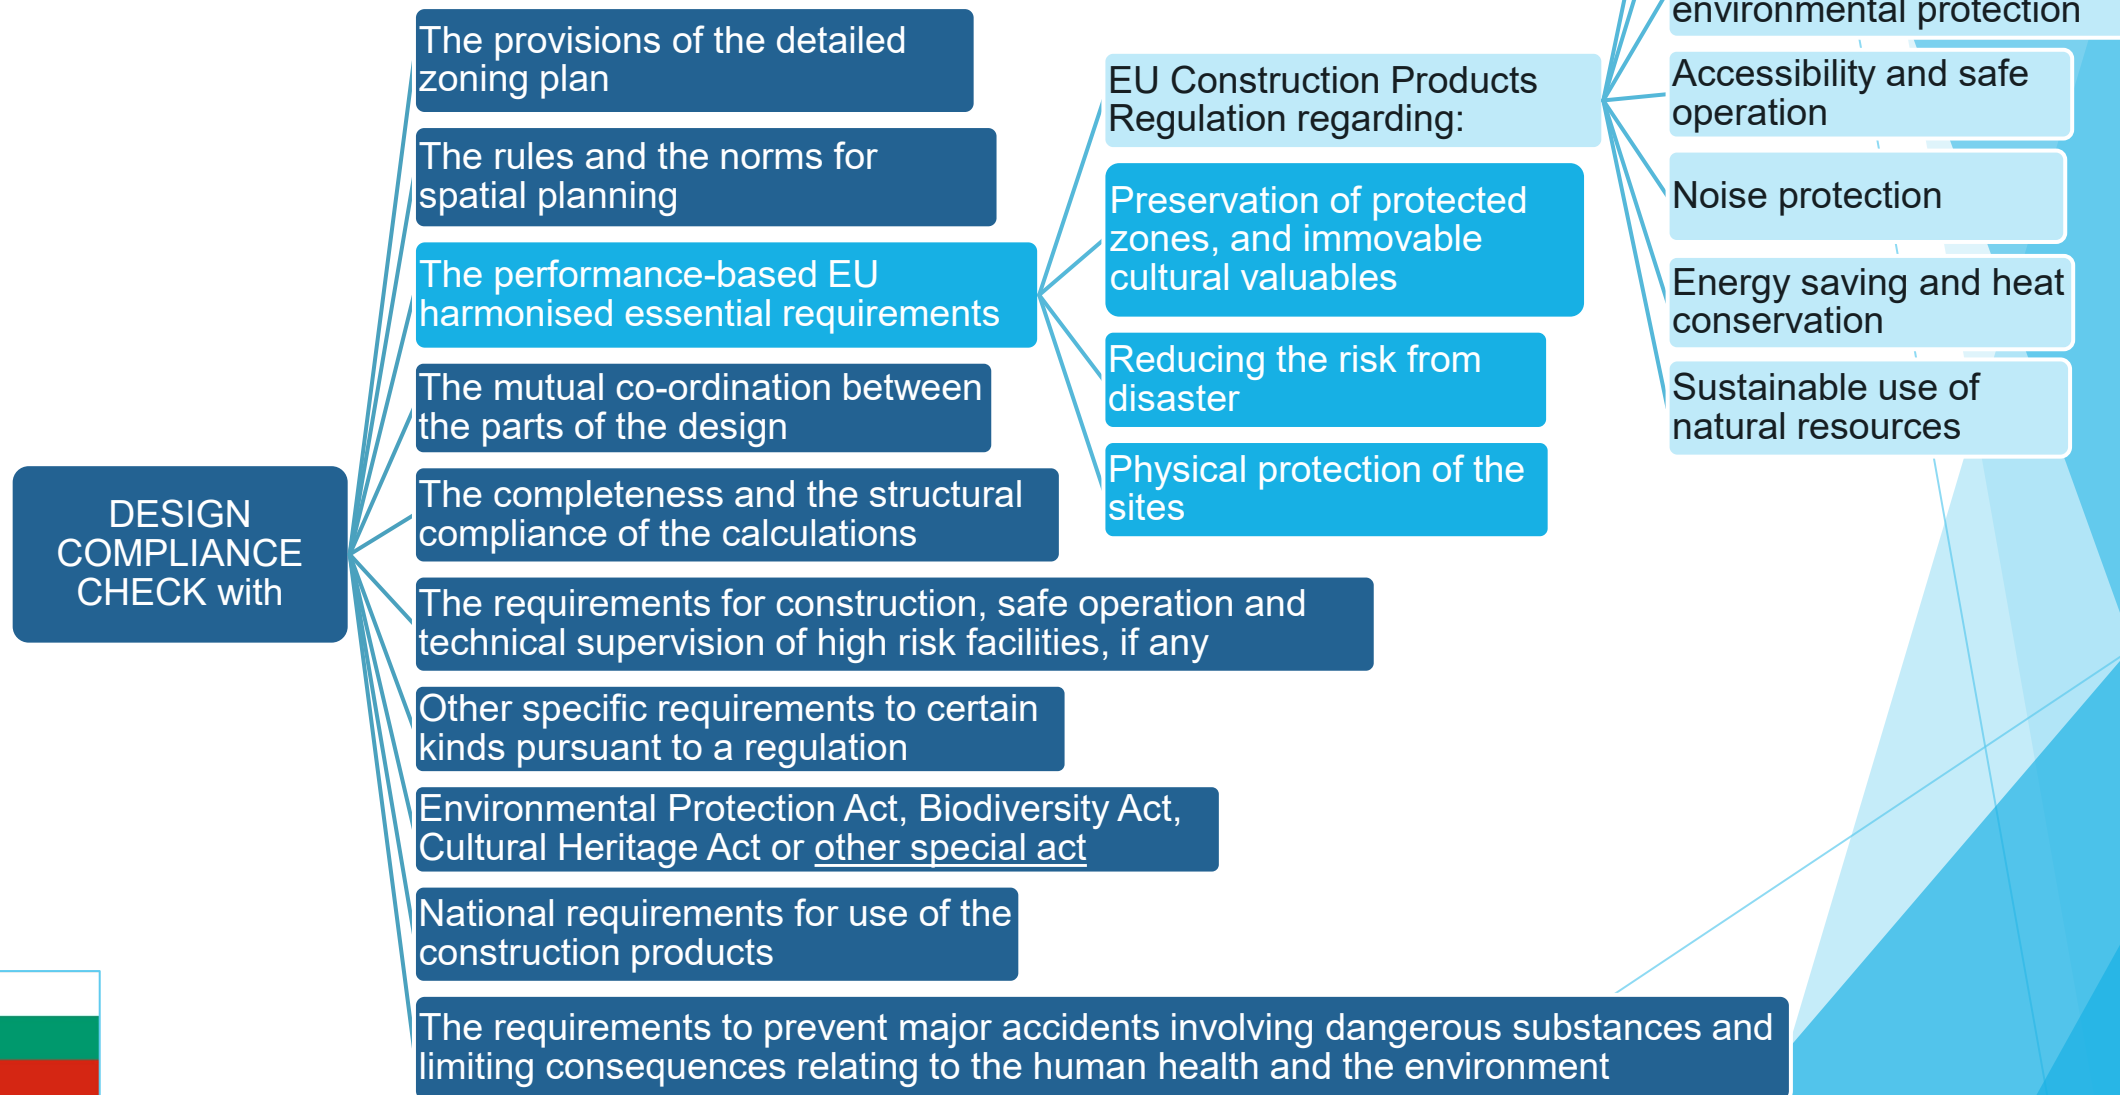 DESIGN
COMPLIANCE
CHECK with
The provisions of the detailed
zoning plan
The rules and the norms for
spatial planning
The performance-based EU
harmonised essential requirements
The mutual co-ordination between
the parts of the design
The completeness and the structural
compliance of the calculations
The requirements for construction, safe operation and
technical supervision of high risk facilities, if any
Other specific requirements to certain
kinds pursuant to a regulation
Environmental Protection Act, Biodiversity Act,
Cultural Heritage Act or other special act
National requirements for use of the
construction products
The requirements to prevent major accidents involving dangerous substances and
limiting consequences relating to the human health and the environment
EU Construction Products
Regulation regarding:
Preservation of protected
zones, and immovable
cultural valuables
Reducing the risk from
disaster
Physical protection of the
sites
environmental protection
Accessibility and safe
operation
Noise protection
Energy saving and heat
conservation
Sustainable use of
natural resources